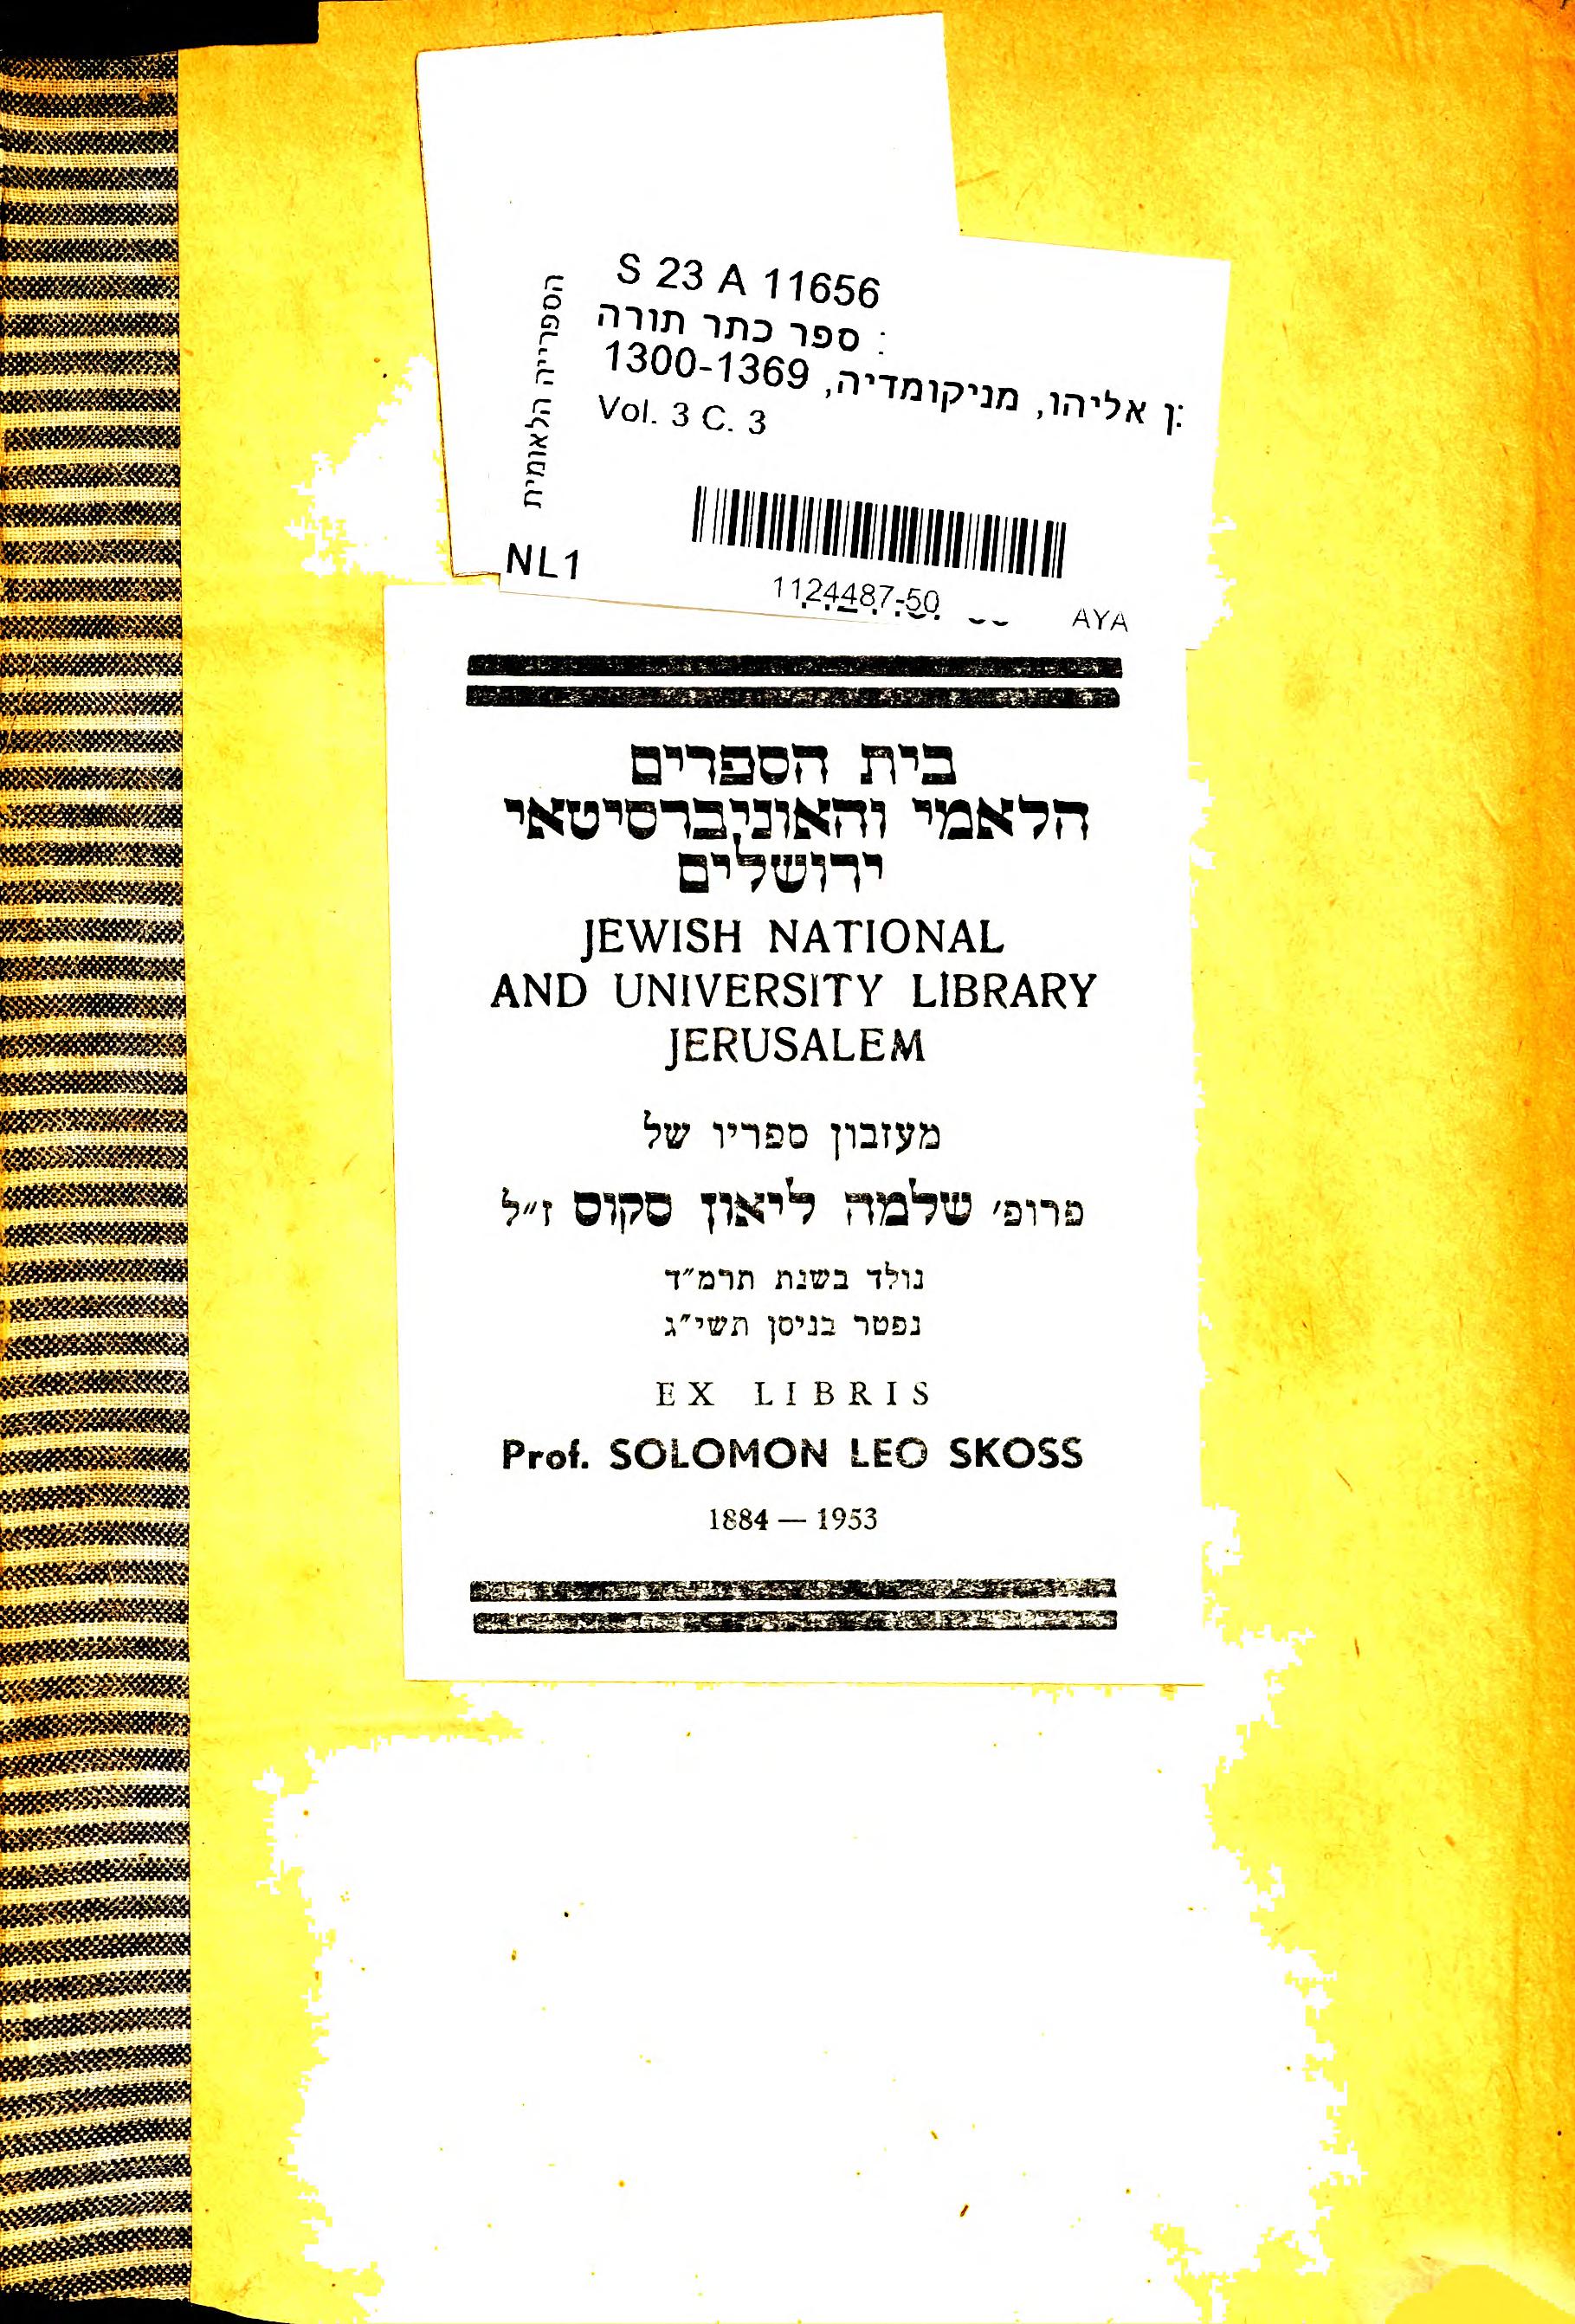 S 23 A 11656
ספר כתר תורה :
ן אליהו, מניקומדיה, 1300-1369
Vol. 3 C. 3
הספרייה הלאומית
NL1
1124487-50
AYA
בית הספרים
הלאמי והאוניברסיטאי
ירושלים
JEWISH NATIONAL
AND UNIVERSITY LIBRARY
JERUSALEM
מעזבון ספריו של
פרופ׳ שלמה ליאון סקוס ז״ל
נולד בשנת תרמ״ד
נפטר בניסן תשי״ג
EX LIBRIS
Prof. SOLOMON LEO SKOSS
1884 — 1953